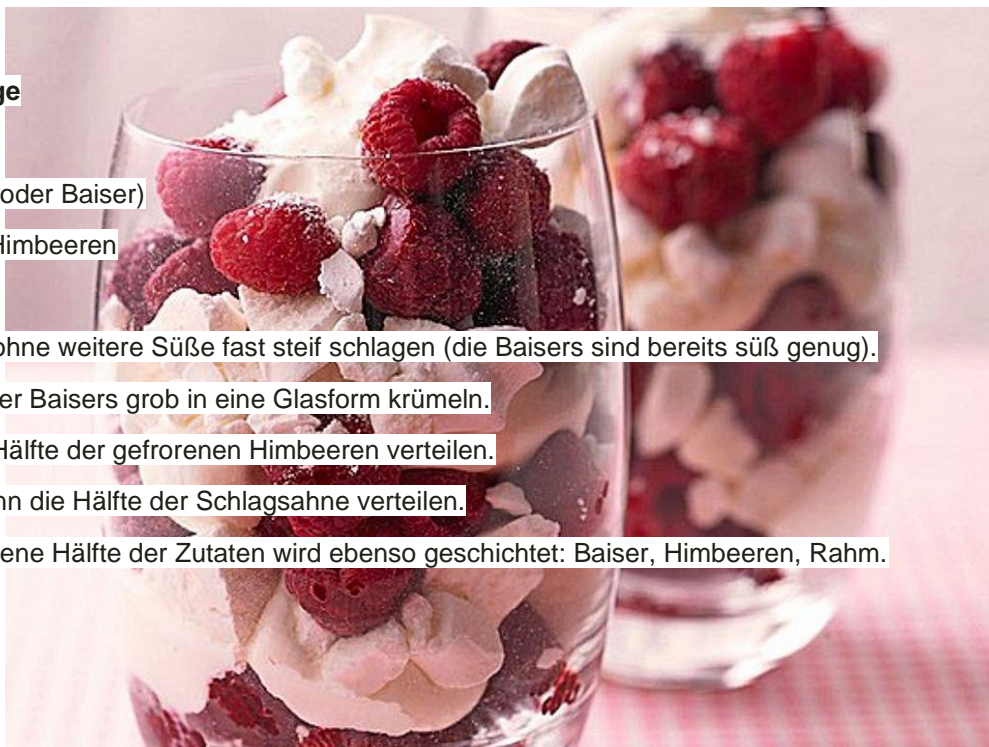 ge
oder Baiser)
Himbeeren
ohne weitere Süße fast steif schlagen (die Baisers sind bereits süß genug).
er Baisers grob in eine Glasform krümeln.
Hälfte der gefrorenen Himbeeren verteilen.
nn die Hälfte der Schlagsahne verteilen.
ene Hälfte der Zutaten wird ebenso geschichtet: Baiser, Himbeeren, Rahm.